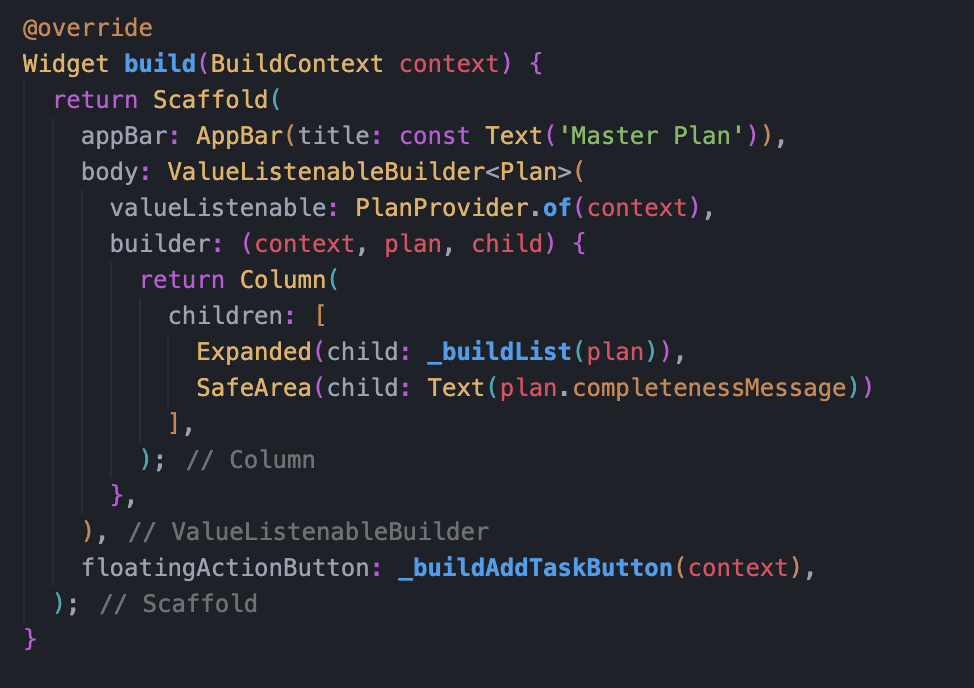 @override
Widget build(BuildContext context) {
  return Scaffold(
    appBar: AppBar(title: const Text('Master Plan')),
    body: ValueListenableBuilder<Plan>(
      valueListenable: PlanProvider.of(context),
      builder: (context, plan, child) {
        return Column(
          children: [
            Expanded(child: _buildList(plan)),
            SafeArea(child: Text(plan.completenessMessage))
          ],
        ); // Column
      },
    ), // ValueListenableBuilder
    floatingActionButton: _buildAddTaskButton(context),
  ); // Scaffold
}